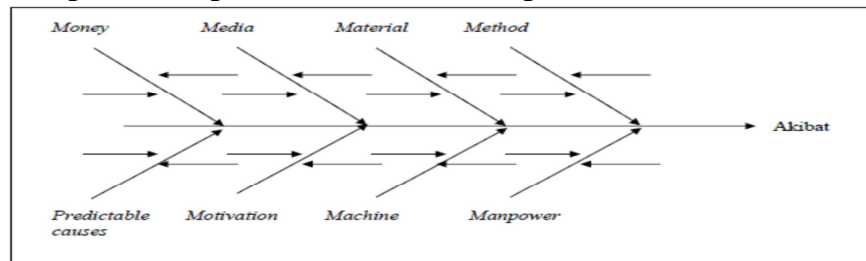 Money Media Material Method
Akibat
Predictable causes Motivation Machine Manpower